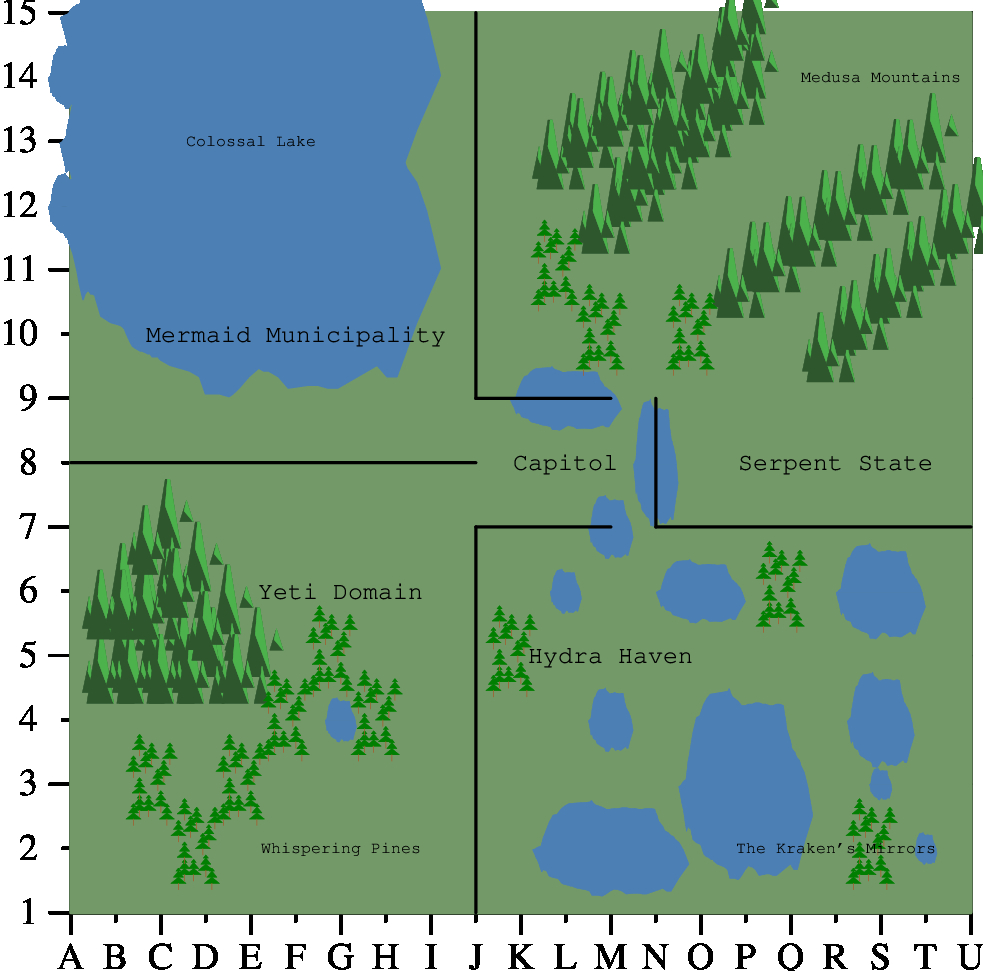 15
14
Medusa Mountains
13
Colossal Lake
12
11
10
Mermaid Municipality
9
8
Capitol
Serpent State
7
6
Yeti Domain
5
Hydra Haven
4
3
2
Whispering Pines
The Kraken's Mirrors
1
A B C D E F G H I J K L M N O P Q R S T U